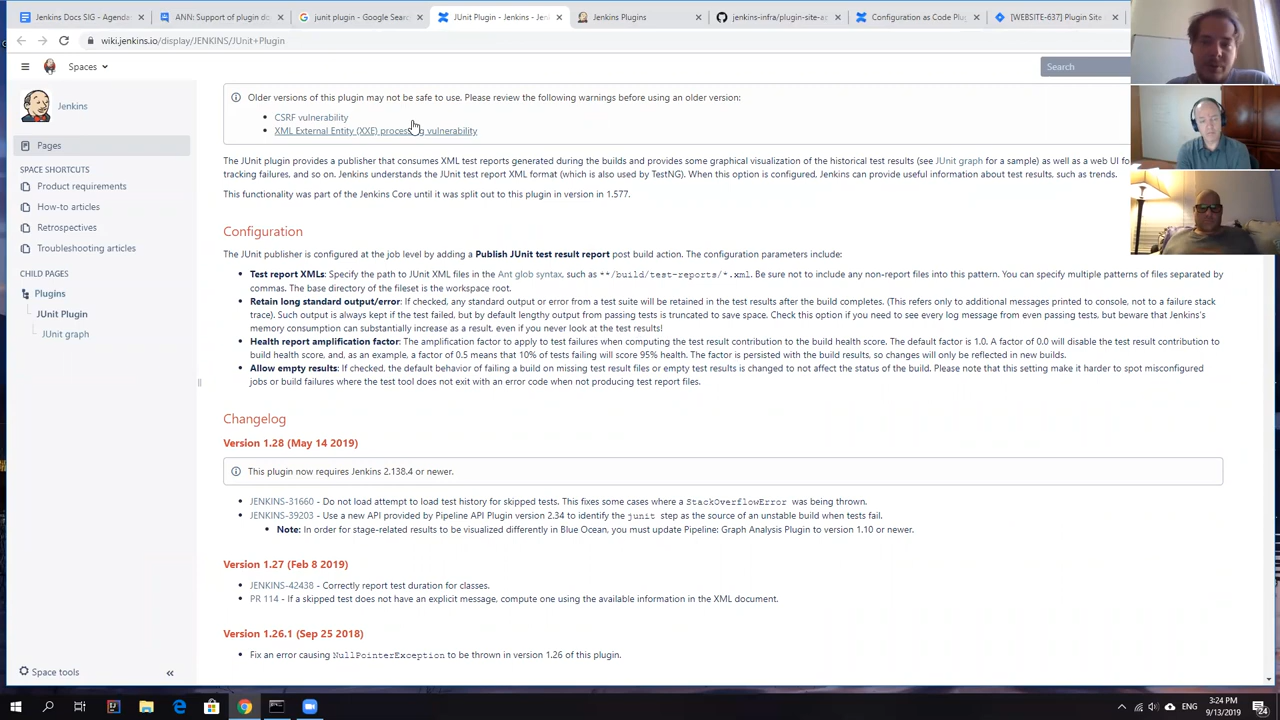 Jenkins Docs SIG - Agenda
ANN: Support of plugin do
junit plugin - Google Searc
JUnit Plugin - Jenkins - Jen
Jenkins Plugins
jenkins-infra/plugin-site-a
Configuration as Code Plug
[WEBSITE-637] Plugin Site
wiki.jenkins.io/display/JENKINS/JUnit+Plugin
Spaces
Search
Jenkins
Pages
SPACE SHORTCUTS
Product requirements
How-to articles
Retrospectives
Troubleshooting articles
CHILD PAGES
Plugins
JUnit Plugin
JUnit graph
Space tools
Older versions of this plugin may not be safe to use. Please review the following warnings before using an older version:
CSRF vulnerability
XML External Entity (XXE) processing vulnerability
The JUnit plugin provides a publisher that consumes XML test reports generated during the builds and provides some graphical visualization of the historical test results (see JUnit graph for a sample) as well as a web UI for
tracking failures, and so on. Jenkins understands the JUnit test report XML format (which is also used by TestNG). When this option is configured, Jenkins can provide useful information about test results, such as trends.
This functionality was part of the Jenkins Core until it was split out to this plugin in version in 1.577.
Configuration
The JUnit publisher is configured at the job level by adding a Publish JUnit test result report post build action. The configuration parameters include:
Test report XMLs: Specify the path to JUnit XML files in the Ant glob syntax, such as **/build/test-reports/*.xml. Be sure not to include any non-report files into this pattern. You can specify multiple patterns of files separated by
commas. The base directory of the fileset is the workspace root.
Retain long standard output/error: If checked, any standard output or error from a test suite will be retained in the test results after the build completes. (This refers only to additional messages printed to console, not to a failure stack
trace). Such output is always kept if the test failed, but by default lengthy output from passing tests is truncated to save space. Check this option if you need to see every log message from even passing tests, but beware that Jenkins's
memory consumption can substantially increase as a result, even if you never look at the test results!
Health report amplification factor: The amplification factor to apply to test failures when computing the test result contribution to the build health score. The default factor is 1.0. A factor of 0.0 will disable the test result contribution to
build health score, and, as an example, a factor of 0.5 means that 10% of tests failing will score 95% health. The factor is persisted with the build results, so changes will only be reflected in new builds.
Allow empty results: If checked, the default behavior of failing a build on missing test result files or empty test results is changed to not affect the status of the build. Please note that this setting make it harder to spot misconfigured
jobs or build failures where the test tool does not exit with an error code when not producing test report files.
Changelog
Version 1.28 (May 14 2019)
This plugin now requires Jenkins 2.138.4 or newer.
JENKINS-31660 - Do not load attempt to load test history for skipped tests. This fixes some cases where a StackOverflowError was being thrown.
JENKINS-39203 - Use a new API provided by Pipeline API Plugin version 2.34 to identify the junit step as the source of an unstable build when tests fail.
Note: In order for stage-related results to be visualized differently in Blue Ocean, you must update Pipeline: Graph Analysis Plugin to version 1.10 or newer.
Version 1.27 (Feb 8 2019)
JENKINS-42438 - Correctly report test duration for classes.
PR 114 - If a skipped test does not have an explicit message, compute one using the available information in the XML document.
Version 1.26.1 (Sep 25 2018)
Fix an error causing NullPointerException to be thrown in version 1.26 of this plugin.
ENG
3:24 PM
9/13/2019
24